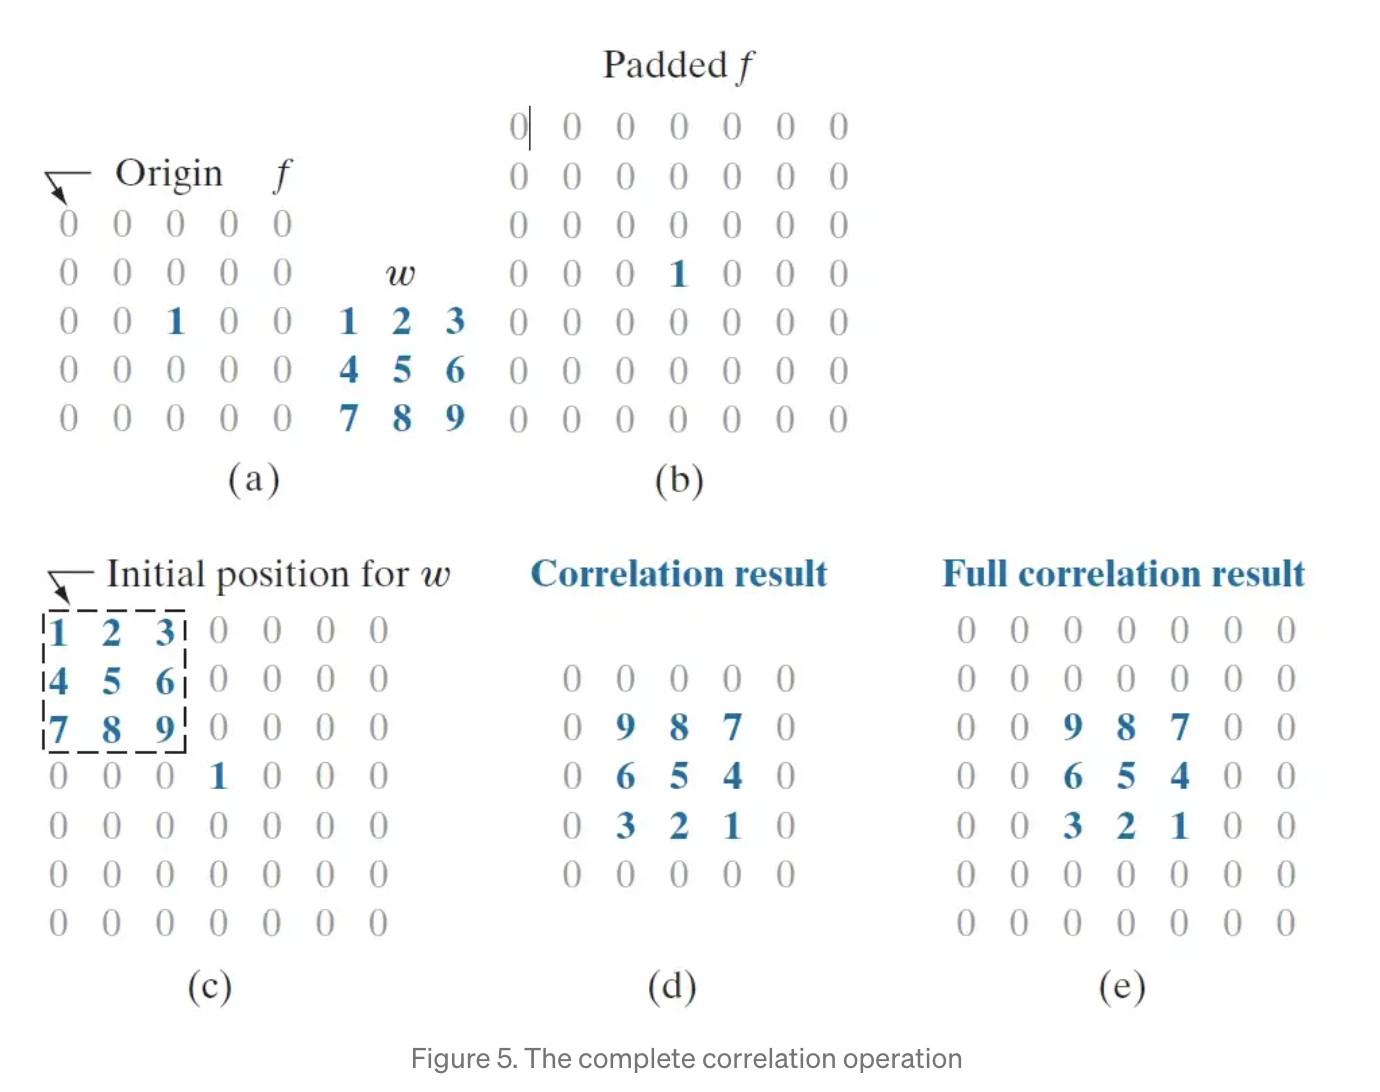 Padded f
0 0 0 0 0 0 0
0 0 0 0 0 0 0
0 0 0 0 0 0 0
0 0 0 1 0 0 0
0 0 0 0 0 0 0
0 0 0 0 0 0 0
0 0 0 0 0 0 0
(b)
Origin f
0 0 0 0 0
0 0 0 0 0
0 0 1 0 0
0 0 0 0 0
0 0 0 0 0
w
1 2 3
4 5 6
7 8 9
(a)
Initial position for w
1 2 3 0 0 0 0
4 5 6 0 0 0 0
7 8 9 0 0 0 0
0 0 0 1 0 0 0
0 0 0 0 0 0 0
0 0 0 0 0 0 0
0 0 0 0 0 0 0
(c)
Correlation result
0 0 0 0 0
0 9 8 7 0
0 6 5 4 0
0 3 2 1 0
0 0 0 0 0
(d)
Full correlation result
0 0 0 0 0 0 0
0 0 0 0 0 0 0
0 0 9 8 7 0 0
0 0 6 5 4 0 0
0 0 3 2 1 0 0
0 0 0 0 0 0 0
0 0 0 0 0 0 0
(e)
Figure 5. The complete correlation operation